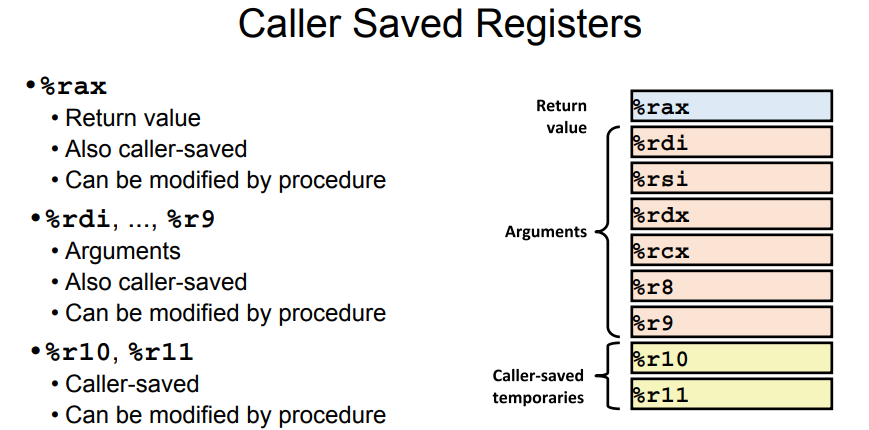 Caller Saved Registers
•%rax
• Return value
• Also caller-saved
• Can be modified by procedure
•%rdi, ..., %r9
• Arguments
• Also caller-saved
• Can be modified by procedure
•%r10, %r11
• Caller-saved
• Can be modified by procedure
Return
value
Arguments
Caller-saved
temporaries
%rax
%rdi
%rsi
%rdx
%rcx
%r8
%r9
%r10
%r11